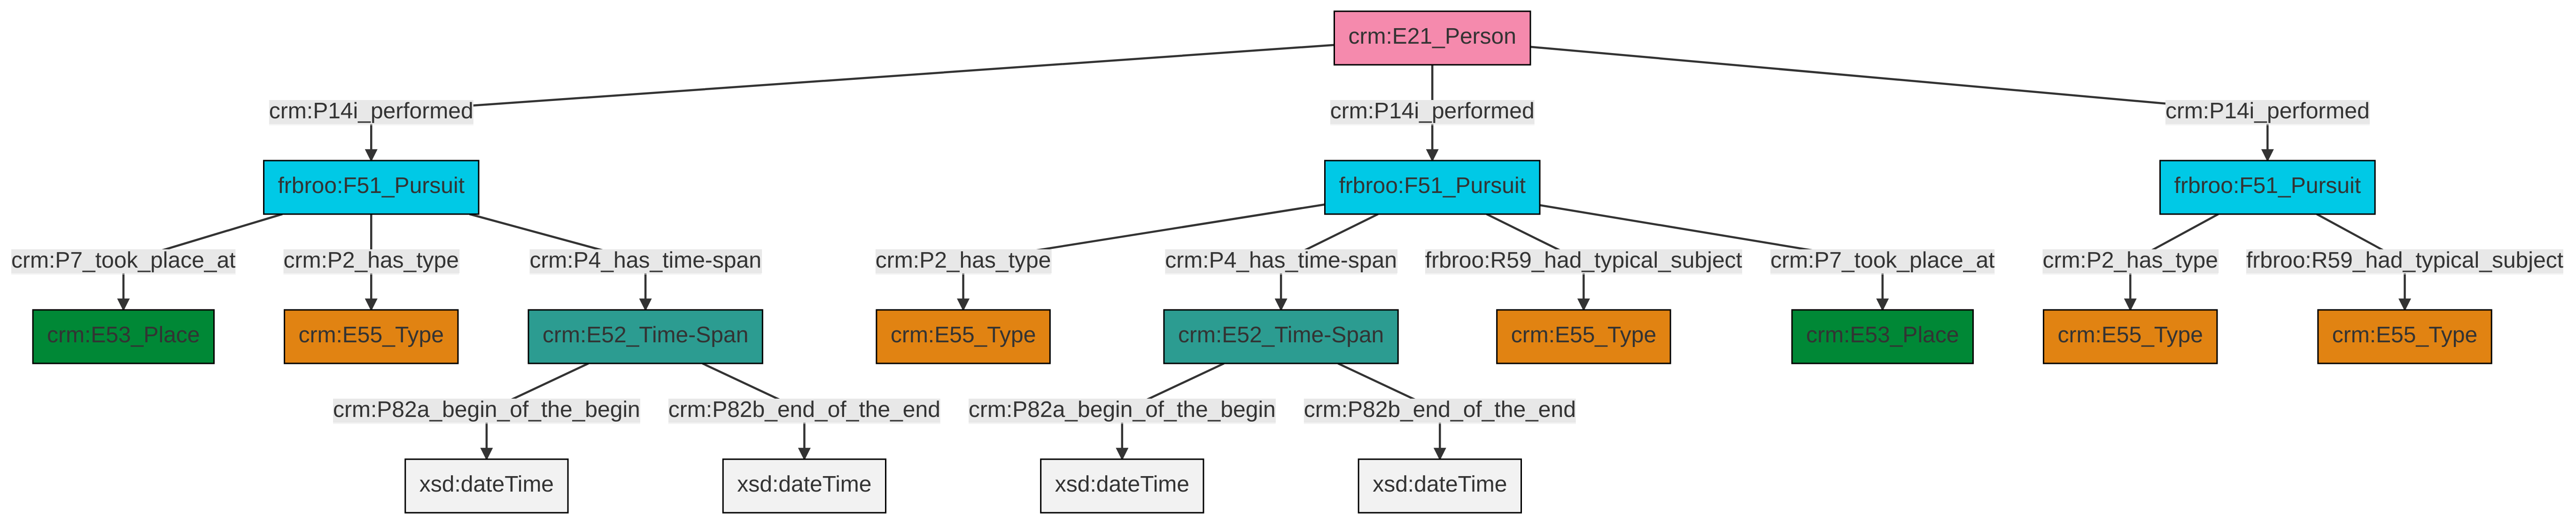 crm:E21_Person
crm:P14i_performed crm:P14i_performed crm:P14i_performed
frbroo:F51_Pursuit frbroo:F51_Pursuit frbroo:F51_Pursuit
crm:P7_took_place_at crm:P2_has_type crm:P4_has_time-span crm:P2_has_type crm:P4_has_time-span frbroo:R59_had_typical_subject crm:P7_took_place_at crm:P2_has_type frbroo:R59_had_typical_subject
crm:E53_Place crm:E55_Type crm:E52_Time-Span crm:E55_Type crm:E52_Time-Span crm:E55_Type crm:E53_Place crm:E55_Type crm:E55_Type
crm:P82a_begin_of_the_begin crm:P82b_end_of_the_end crm:P82a_begin_of_the_begin crm:P82b_end_of_the_end
xsd:dateTime xsd:dateTime xsd:dateTime xsd:dateTime